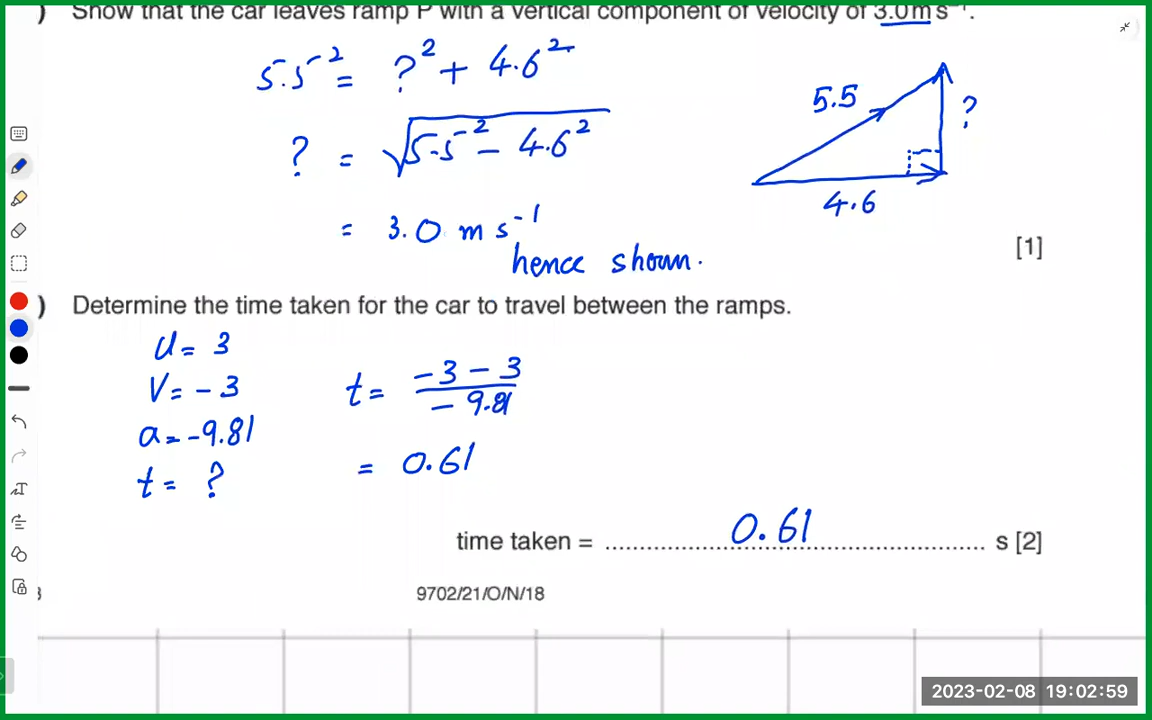 ) Show that the car leaves ramp P with a vertical component of velocity of 3.0 m s⁻¹.
5.5² = ?² + 4.6²
? = √5.5² − 4.6²
= 3.0 m s⁻¹
hence shown.
5.5
?
4.6
[1]
) Determine the time taken for the car to travel between the ramps.
u = 3
v = −3
a = −9.81
t = ?
t = −3 − 3 / −9.81
= 0.61
time taken = 0.61 s [2]
9702/21/O/N/18
2023-02-08 19:02:59